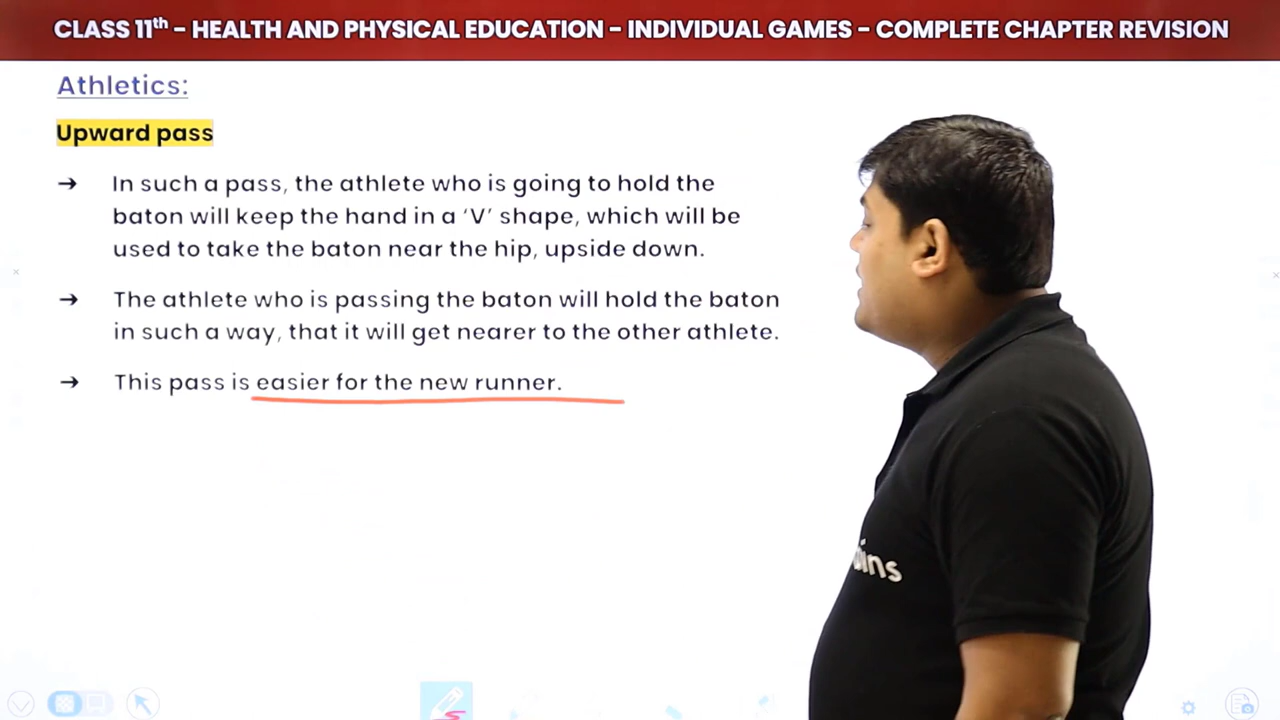 CLASS 11th – HEALTH AND PHYSICAL EDUCATION – INDIVIDUAL GAMES – COMPLETE CHAPTER REVISION
Athletics:
Upward pass
→ In such a pass, the athlete who is going to hold the
baton will keep the hand in a ‘V’ shape, which will be
used to take the baton near the hip, upside down.
→ The athlete who is passing the baton will hold the baton
in such a way, that it will get nearer to the other athlete.
→ This pass is easier for the new runner.